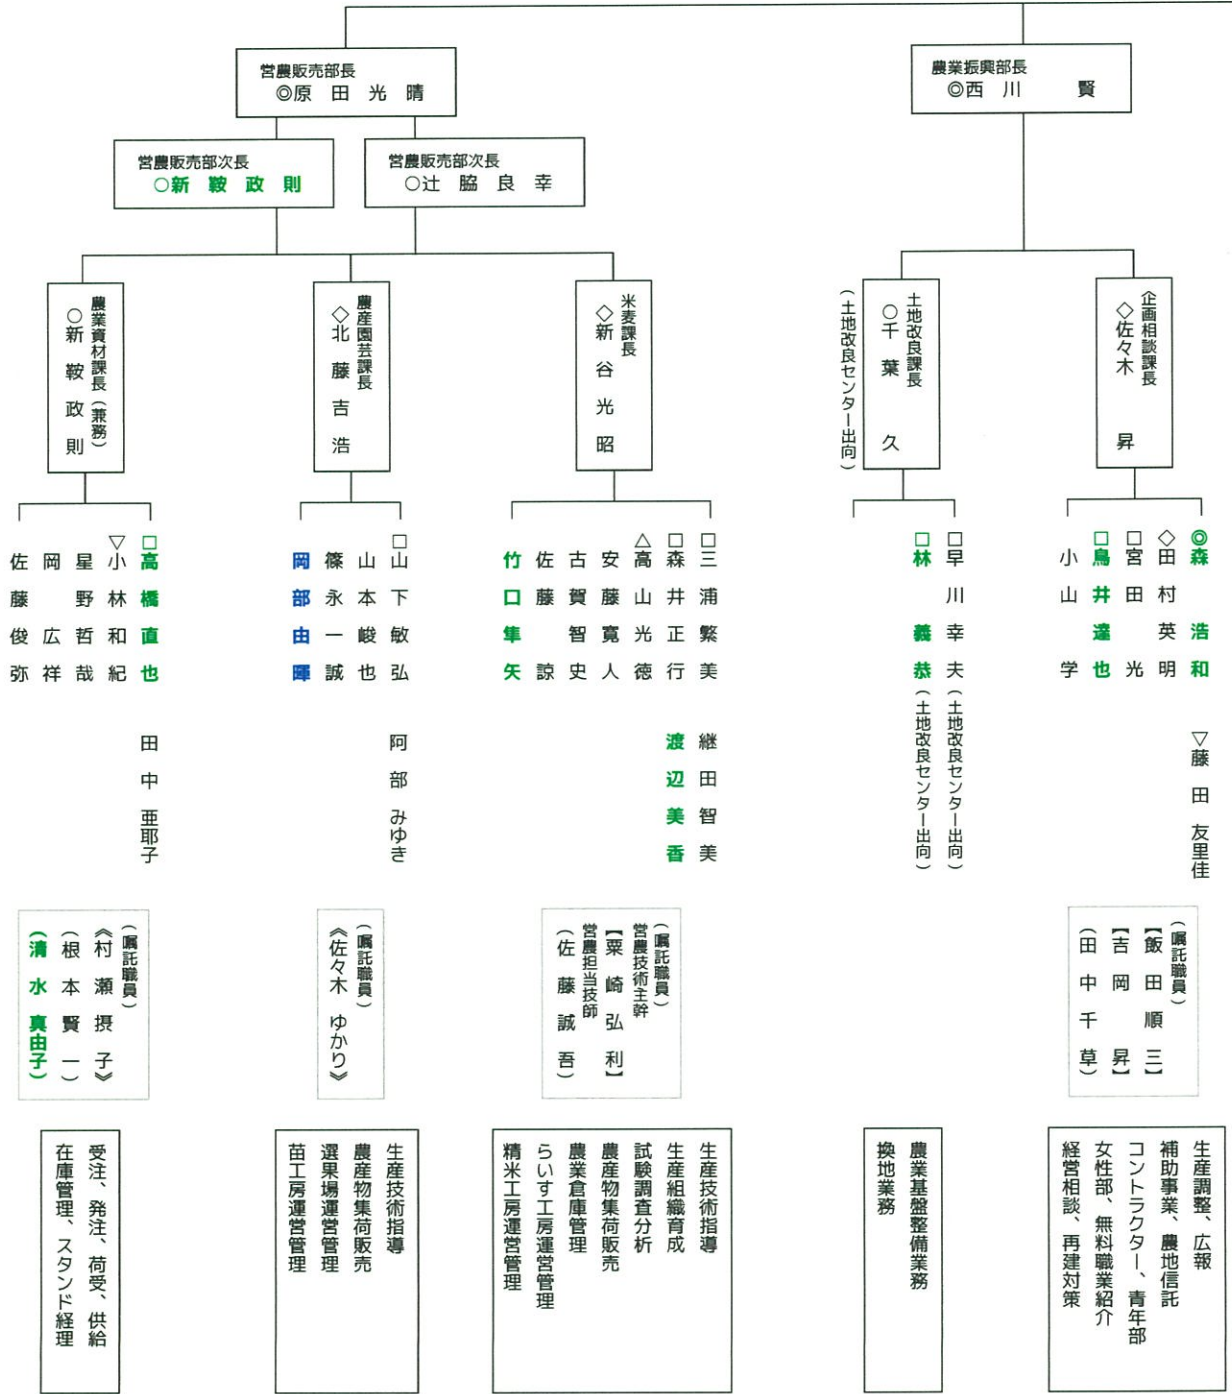 営農販売部長
◎原田光晴
営農販売部次長
○新鞍政則
営農販売部次長
○辻脇良幸
農業振興部長
◎西川 賢
企画相談課長
◇佐々木 昇
◎森 浩和
◇田村英明
□宮田 光
□鳥井達也
小山 学
▽藤田友里佳
(嘱託職員)
【飯田順三】
【吉岡 昇】
(田中千草)
生産調整、広報
補助事業、農地信託
コントラクター、青年部
女性部、無料職業紹介
経営相談、再建対策
土地改良課長
○千葉 久
(土地改良センター出向)
□早川幸夫(土地改良センター出向)
□林 義恭(土地改良センター出向)
農業基盤整備業務
換地業務
米麦課長
◇新谷光昭
□三浦繁美
□森井正行
△高山光徳
安藤寛人
古賀智史
佐藤 諒
竹口隼矢
継田智美
渡辺美香
(嘱託職員)
営農技術主幹
【粟崎弘利】
営農担当技師
(佐藤誠吾)
生産技術指導
生産組織育成
試験調査分析
農産物集荷販売
農業倉庫管理
らいす工房運営管理
精米工房運営管理
農産園芸課長
◇北藤吉浩
□山下敏弘
山本峻也
篠永一誠
岡部由暉
阿部みゆき
(嘱託職員)
《佐々木 ゆかり》
生産技術指導
農産物集荷販売
選果場運営管理
苗工房運営管理
農業資材課長(兼務)
○新鞍政則
□高橋直也
▽小林和紀
星野哲哉
岡 広祥
佐藤俊弥
田中亜耶子
(嘱託職員)
《村瀬摂子》
(根本賢一)
(清水真由子)
受注、発注、荷受、供給
在庫管理、スタンド経理